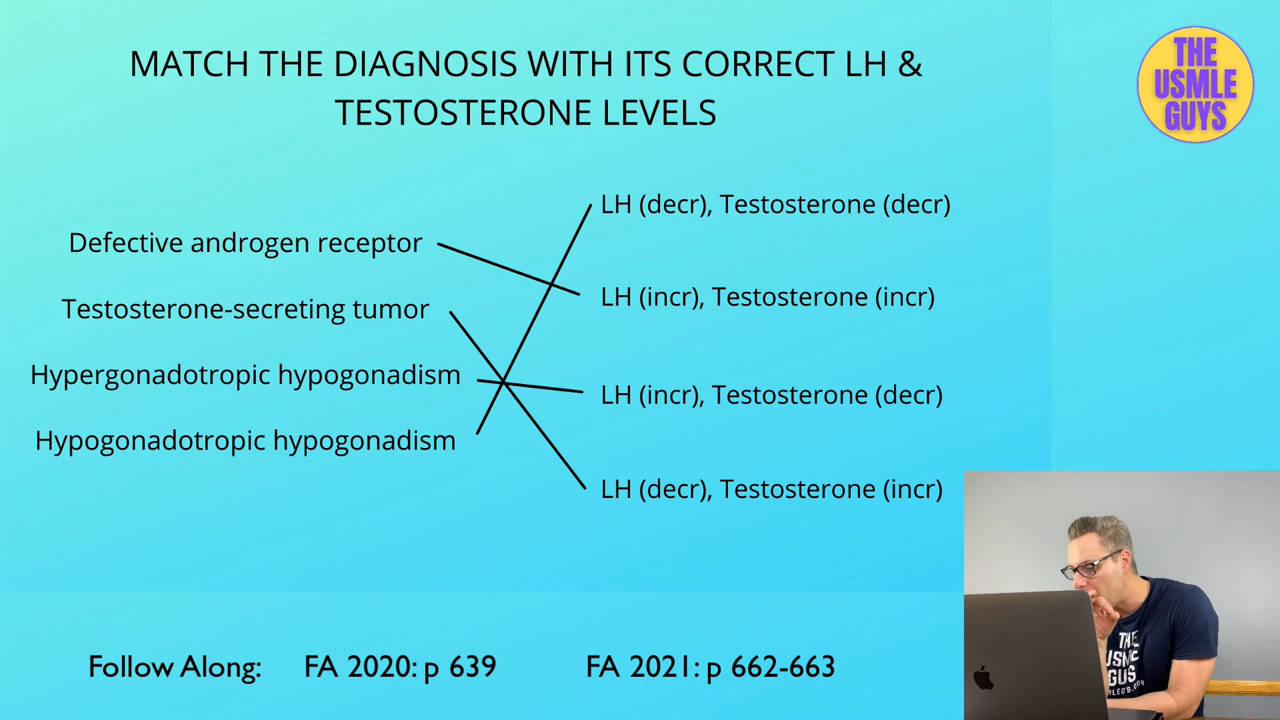 MATCH THE DIAGNOSIS WITH ITS CORRECT LH &
TESTOSTERONE LEVELS
THE
USMLE
GUYS
Defective androgen receptor
Testosterone-secreting tumor
Hypergonadotropic hypogonadism
Hypogonadotropic hypogonadism
LH (decr), Testosterone (decr)
LH (incr), Testosterone (incr)
LH (incr), Testosterone (decr)
LH (decr), Testosterone (incr)
THE
Follow Along: FA 2020: p 639 FA 2021: p 662-663